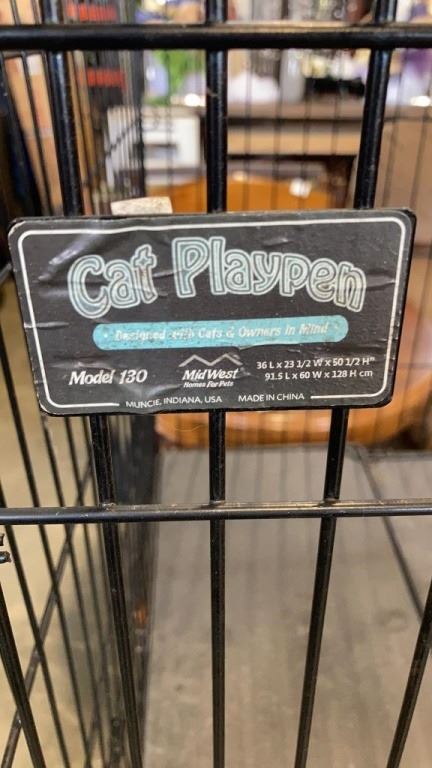 Cat Playpen
Designed with Cats & Owners In Mind
Model 130
MidWest
Homes For Pets
36 L x 23 1/2 W x 50 1/2 H"
91.5 L x 60 W x 128 H cm
MUNCIE, INDIANA, USA MADE IN CHINA